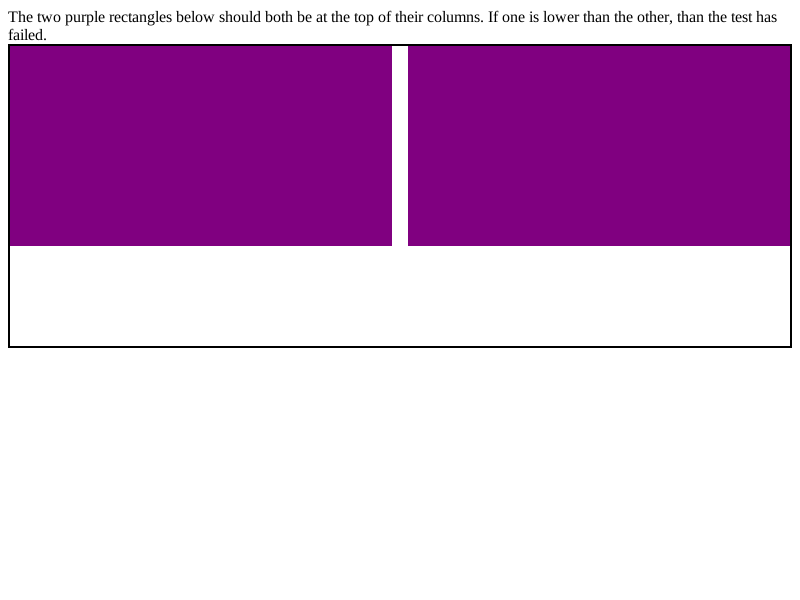 The two purple rectangles below should both be at the top of their columns. If one is lower than the other, than the test has
failed.